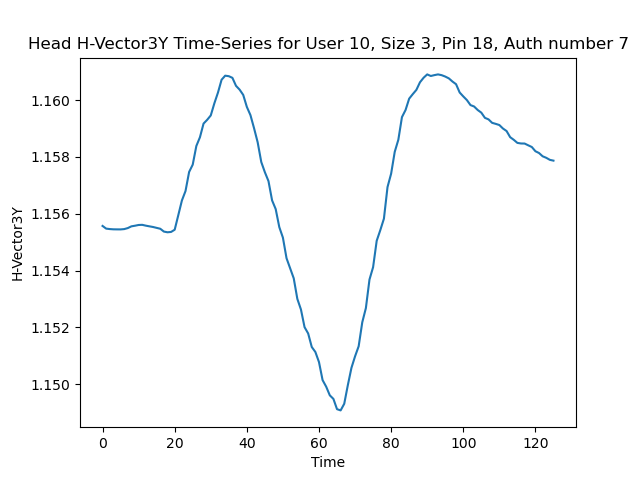 Head H-Vector3Y Time-Series for User 10, Size 3, Pin 18, Auth number 7
1.160
1.158
1.156
1.154
1.152
1.150
H-Vector3Y
0 20 40 60 80 100 120
Time